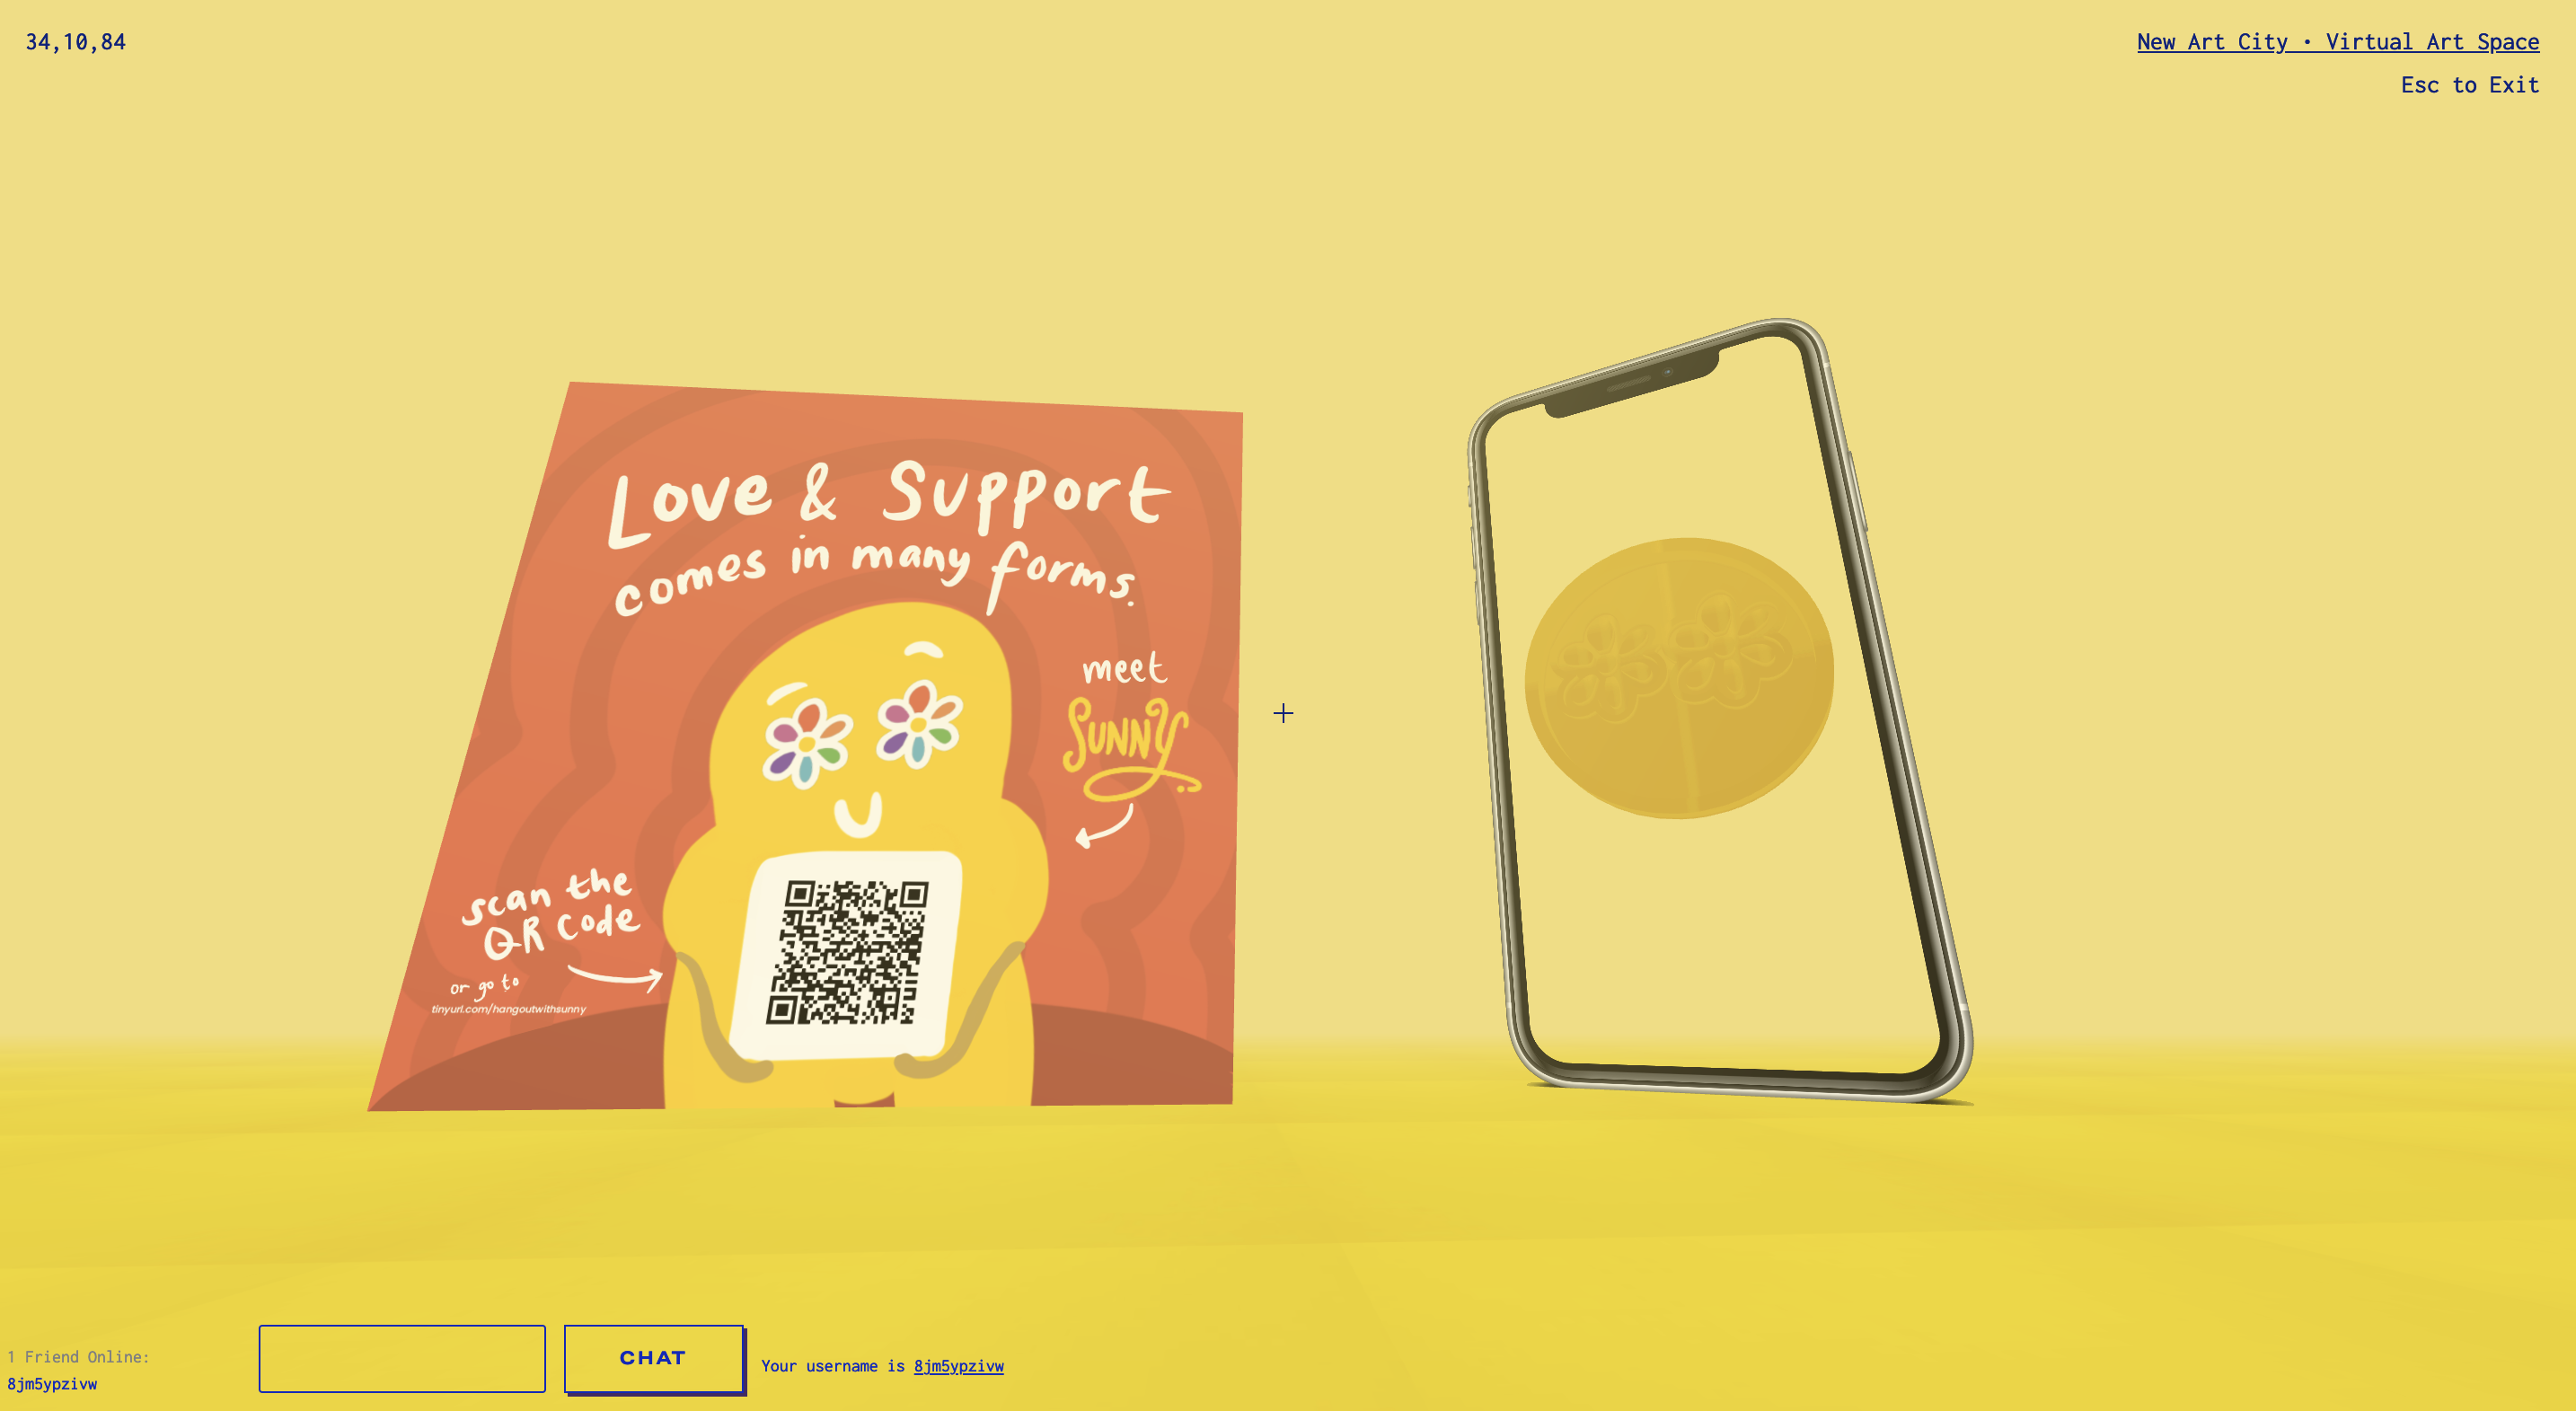 34,10,84
New Art City • Virtual Art Space
Esc to Exit
Love & Support
comes in many forms.
meet
SUNNY
scan the
QR code
or go to
tinyurl.com/hangoutwithsunny
1 Friend Online:
8jm5ypzivw
CHAT
Your username is 8jm5ypzivw